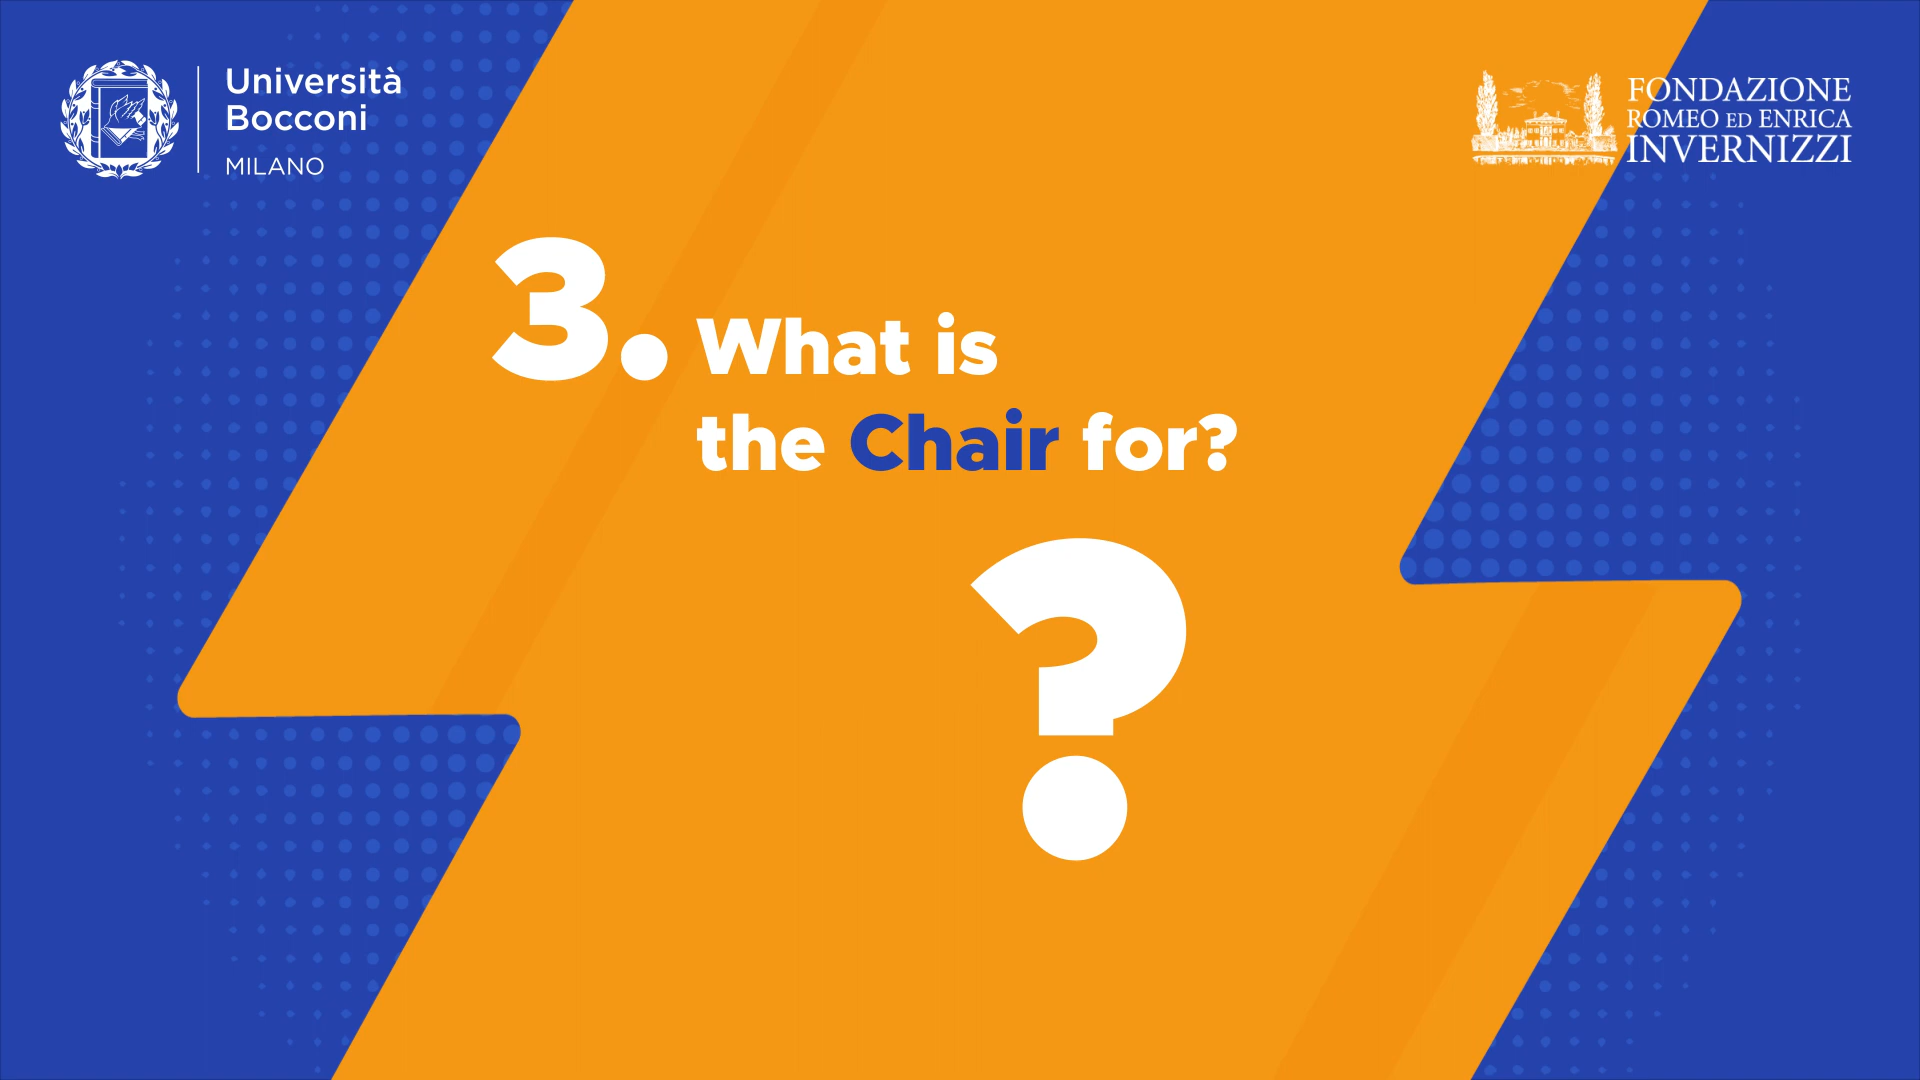 Università
Bocconi
MILANO
FONDAZIONE
ROMEO ED ENRICA
INVERNIZZI
3. What is
the Chair for?
?